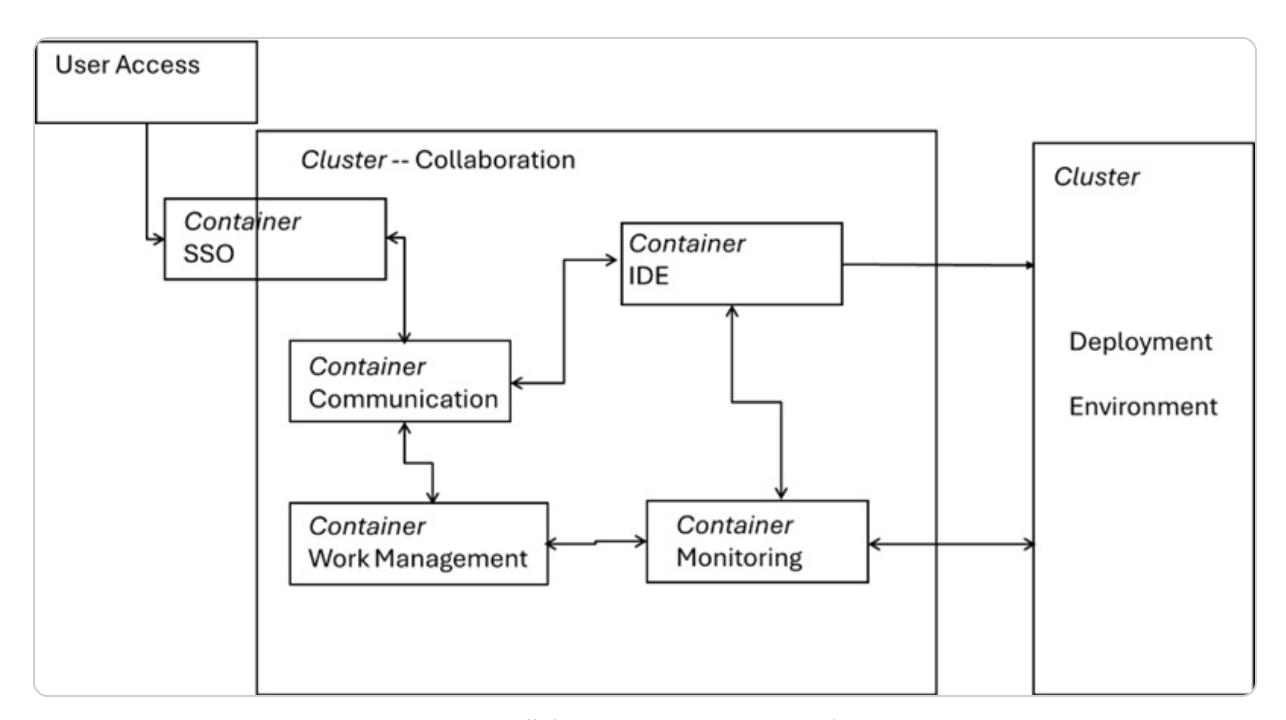 User Access
Cluster -- Collaboration
Cluster
Container
SSO
Container
IDE
Deployment
Environment
Container
Communication
Container
Work Management
Container
Monitoring